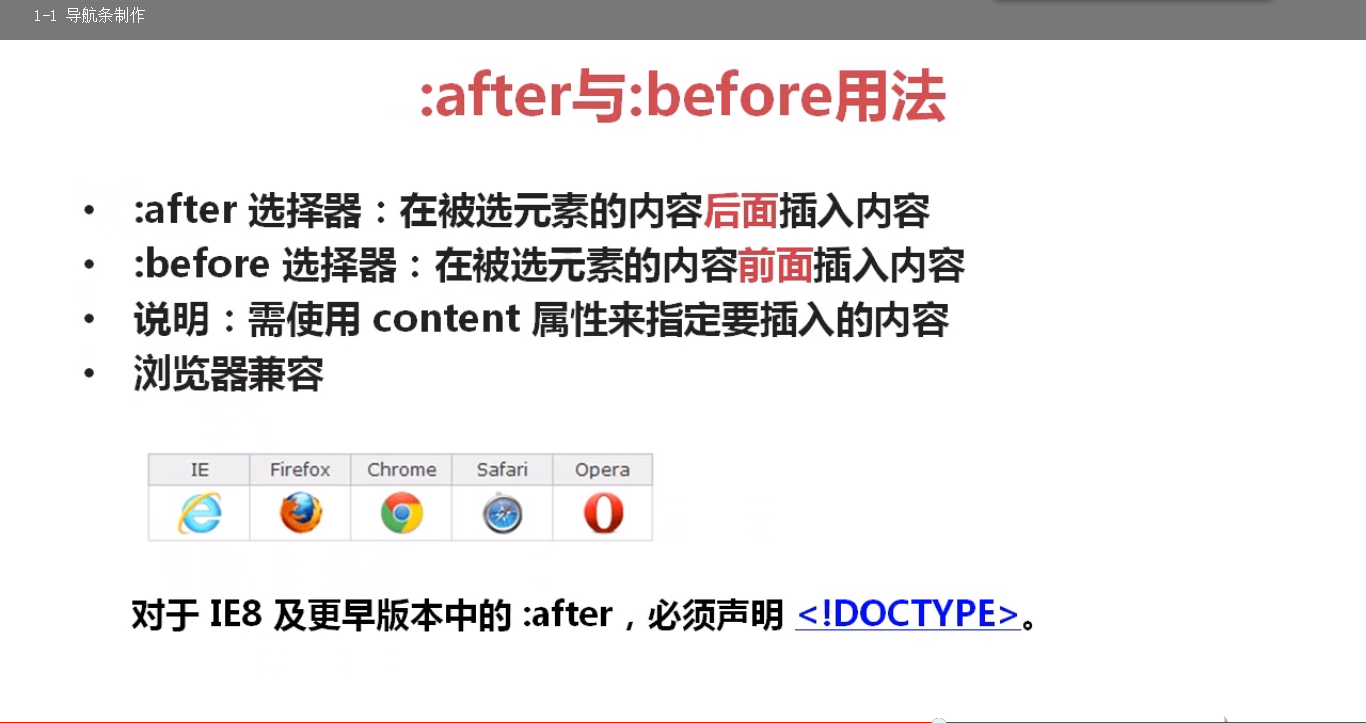 1-1 导航条制作
:after与:before用法
• :after 选择器：在被选元素的内容后面插入内容
• :before 选择器：在被选元素的内容前面插入内容
• 说明：需使用 content 属性来指定要插入的内容
• 浏览器兼容
IE Firefox Chrome Safari Opera
对于 IE8 及更早版本中的 :after，必须声明 <!DOCTYPE>。